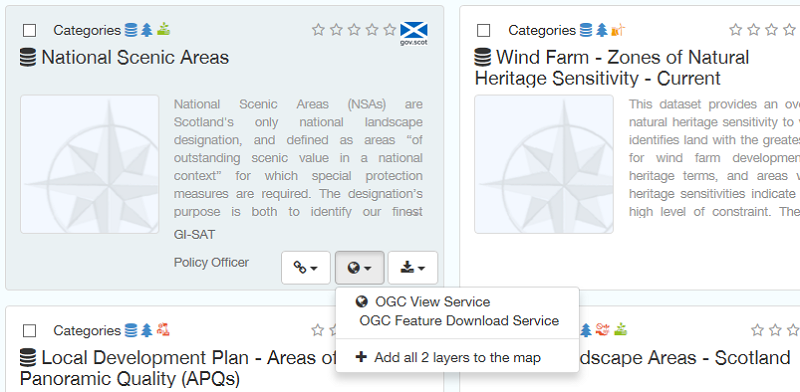 Categories
gov.scot
National Scenic Areas
National Scenic Areas (NSAs) are
Scotland's only national landscape
designation, and defined as areas “of
outstanding scenic value in a national
context” for which special protection
measures are required. The designation's
purpose is both to identify our finest
GI-SAT
Policy Officer
Categories
Wind Farm - Zones of Natural
Heritage Sensitivity - Current
This dataset provides an ov
natural heritage sensitivity to
identifies land with the greates
for wind farm developmen
heritage terms, and areas w
heritage sensitivities indicate
high level of constraint. The
OGC View Service
OGC Feature Download Service
Add all 2 layers to the map
Categories
Local Development Plan - Areas of
Panoramic Quality (APQs)
dscape Areas - Scotland